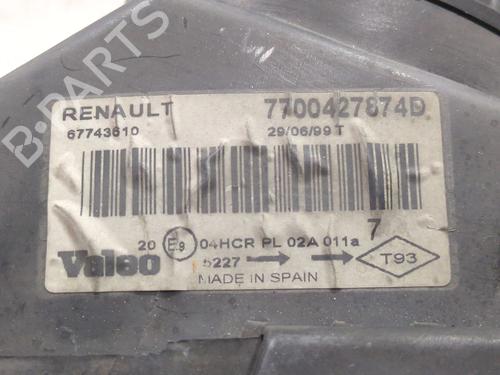 B-PARTS
RENAULT 7700427874D
67743610 29/06/99 T
7
20 E9 04HCR PL 02A 011a
Valeo 5227 → → T93
MADE IN SPAIN